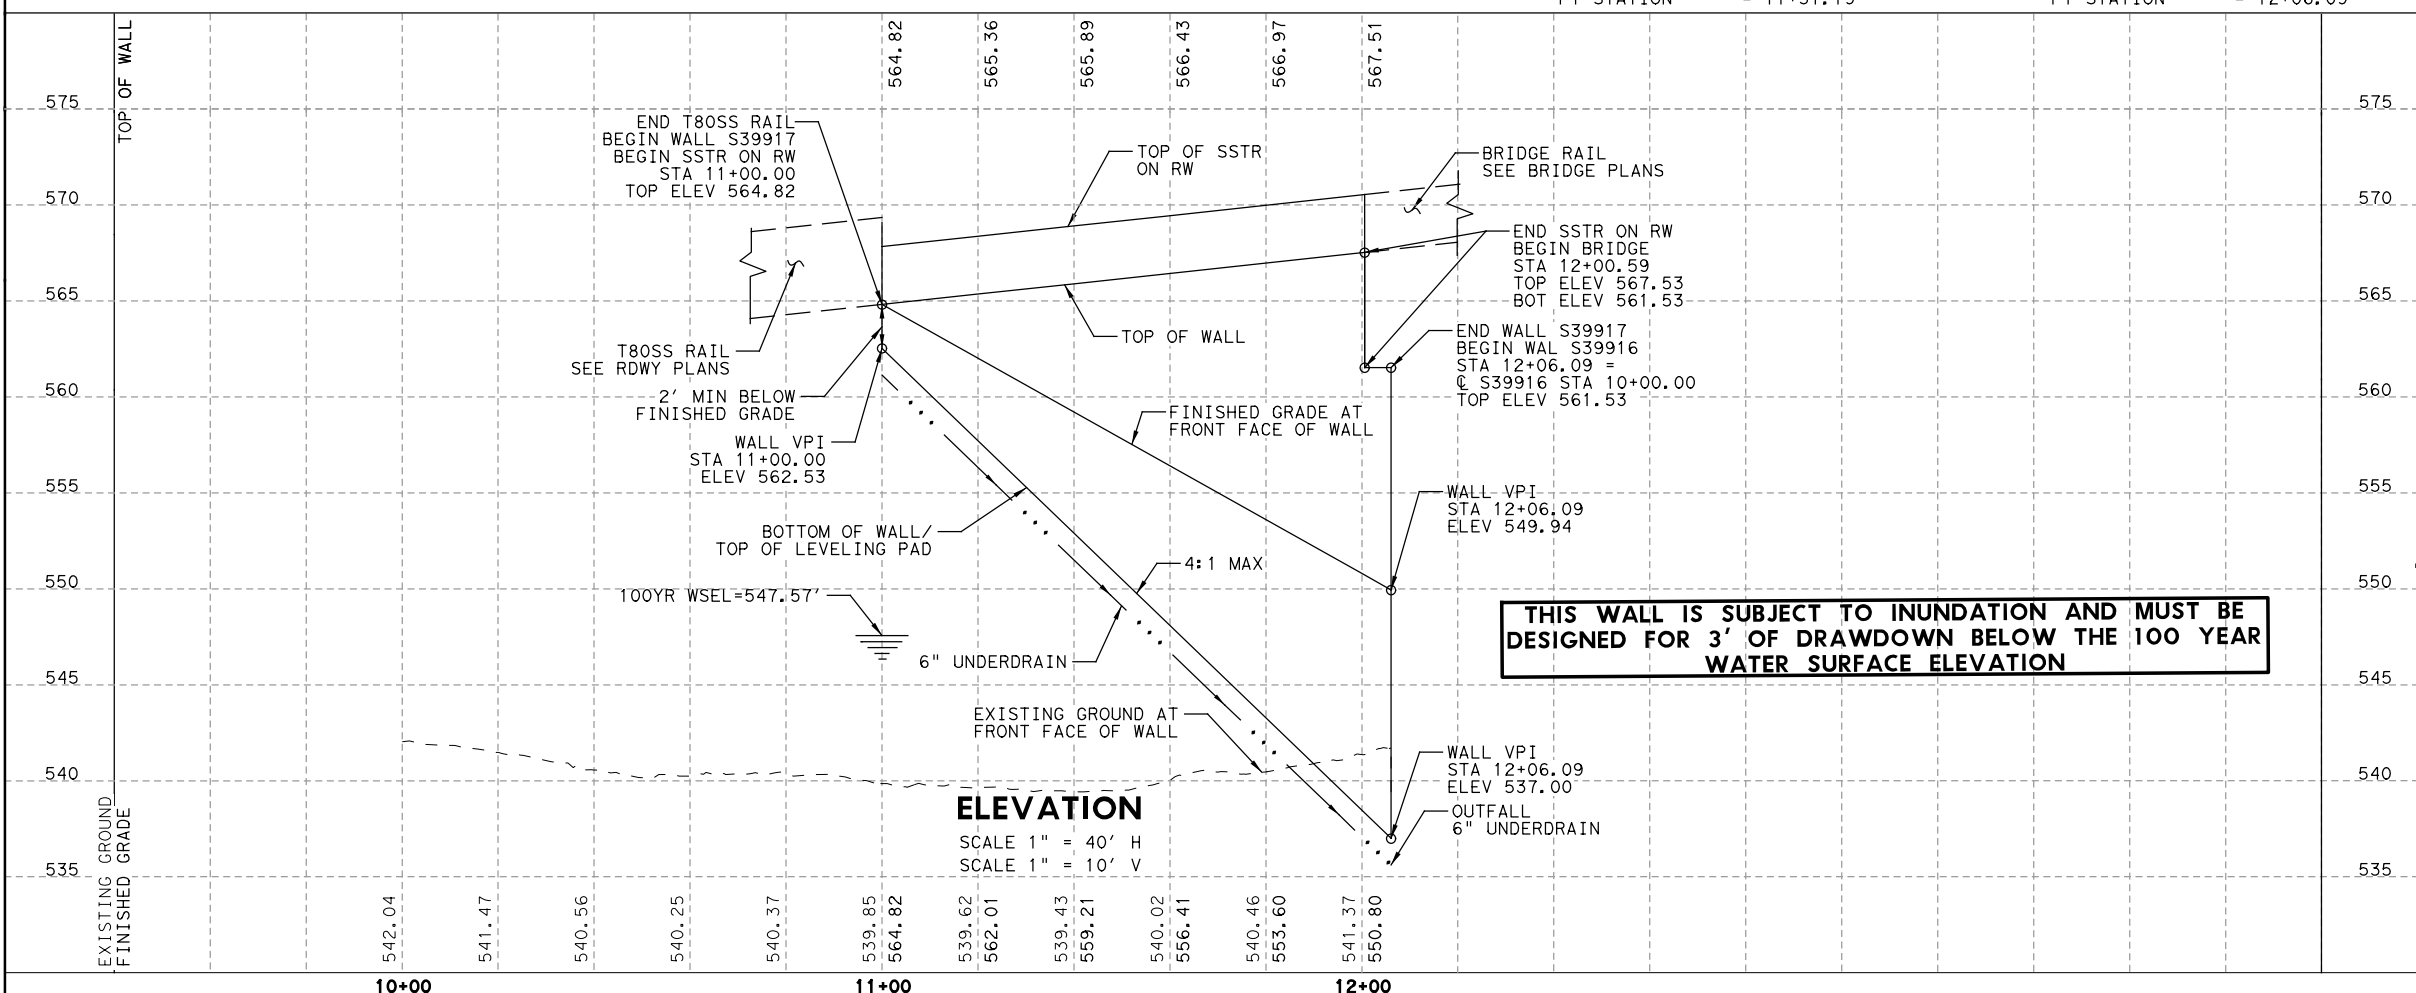 TOP OF WALL
564.82
565.36
565.89
566.43
566.97
567.51
575
575
END T80SS RAIL
BEGIN WALL S39917
BEGIN SSTR ON RW
STA 11+00.00
TOP ELEV 564.82
TOP OF SSTR
ON RW
BRIDGE RAIL
SEE BRIDGE PLANS
570
570
END SSTR ON RW
BEGIN BRIDGE
STA 12+00.59
TOP ELEV 567.53
BOT ELEV 561.53
565
565
TOP OF WALL
END WALL S39917
BEGIN WAL S39916
STA 12+06.09 =
℄ S39916 STA 10+00.00
TOP ELEV 561.53
T80SS RAIL
SEE RDWY PLANS
560
560
2' MIN BELOW
FINISHED GRADE
FINISHED GRADE AT
FRONT FACE OF WALL
WALL VPI
STA 11+00.00
ELEV 562.53
555
555
WALL VPI
STA 12+06.09
ELEV 549.94
BOTTOM OF WALL/
TOP OF LEVELING PAD
4:1 MAX
550
550
100YR WSEL=547.57'
THIS WALL IS SUBJECT TO INUNDATION AND MUST BE
DESIGNED FOR 3' OF DRAWDOWN BELOW THE 100 YEAR
WATER SURFACE ELEVATION
6" UNDERDRAIN
545
545
EXISTING GROUND AT
FRONT FACE OF WALL
WALL VPI
STA 12+06.09
ELEV 537.00
540
540
OUTFALL
6" UNDERDRAIN
ELEVATION
SCALE 1" = 40' H
SCALE 1" = 10' V
535
535
EXISTING GROUND
FINISHED GRADE
542.04
541.47
540.56
540.25
540.37
539.85
564.82
539.62
562.01
539.43
559.21
540.02
556.41
540.46
553.60
541.37
550.80
10+00
11+00
12+00